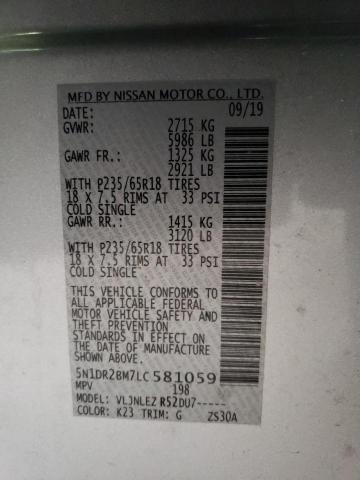 MFD BY NISSAN MOTOR CO., LTD.
DATE: 09/19
GVWR: 2715 KG
5986 LB
GAWR FR.: 1325 KG
2921 LB
WITH P235/65R18 TIRES
18 X 7.5 RIMS AT 33 PSI
COLD SINGLE
GAWR RR.: 1415 KG
3120 LB
WITH P235/65R18 TIRES
18 X 7.5 RIMS AT 33 PSI
COLD SINGLE
THIS VEHICLE CONFORMS TO
ALL APPLICABLE FEDERAL
MOTOR VEHICLE SAFETY AND
THEFT PREVENTION
STANDARDS IN EFFECT ON THE
DATE OF MANUFACTURE
SHOWN ABOVE.
5N1DR2BM7LC581059
MPV 198
MODEL: VLJNLEZ R52DU7-----
COLOR: K23 TRIM: G ZS30A